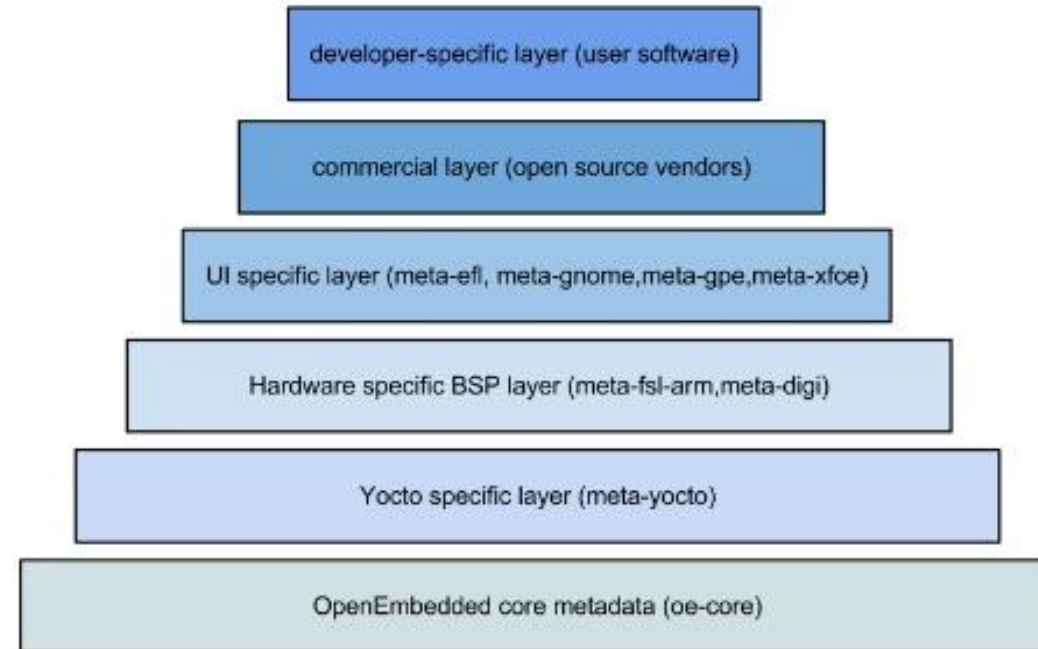 developer-specific layer (user software)
commercial layer (open source vendors)
UI specific layer (meta-efl, meta-gnome,meta-gpe,meta-xfce)
Hardware specific BSP layer (meta-fsl-arm,meta-digi)
Yocto specific layer (meta-yocto)
OpenEmbedded core metadata (oe-core)